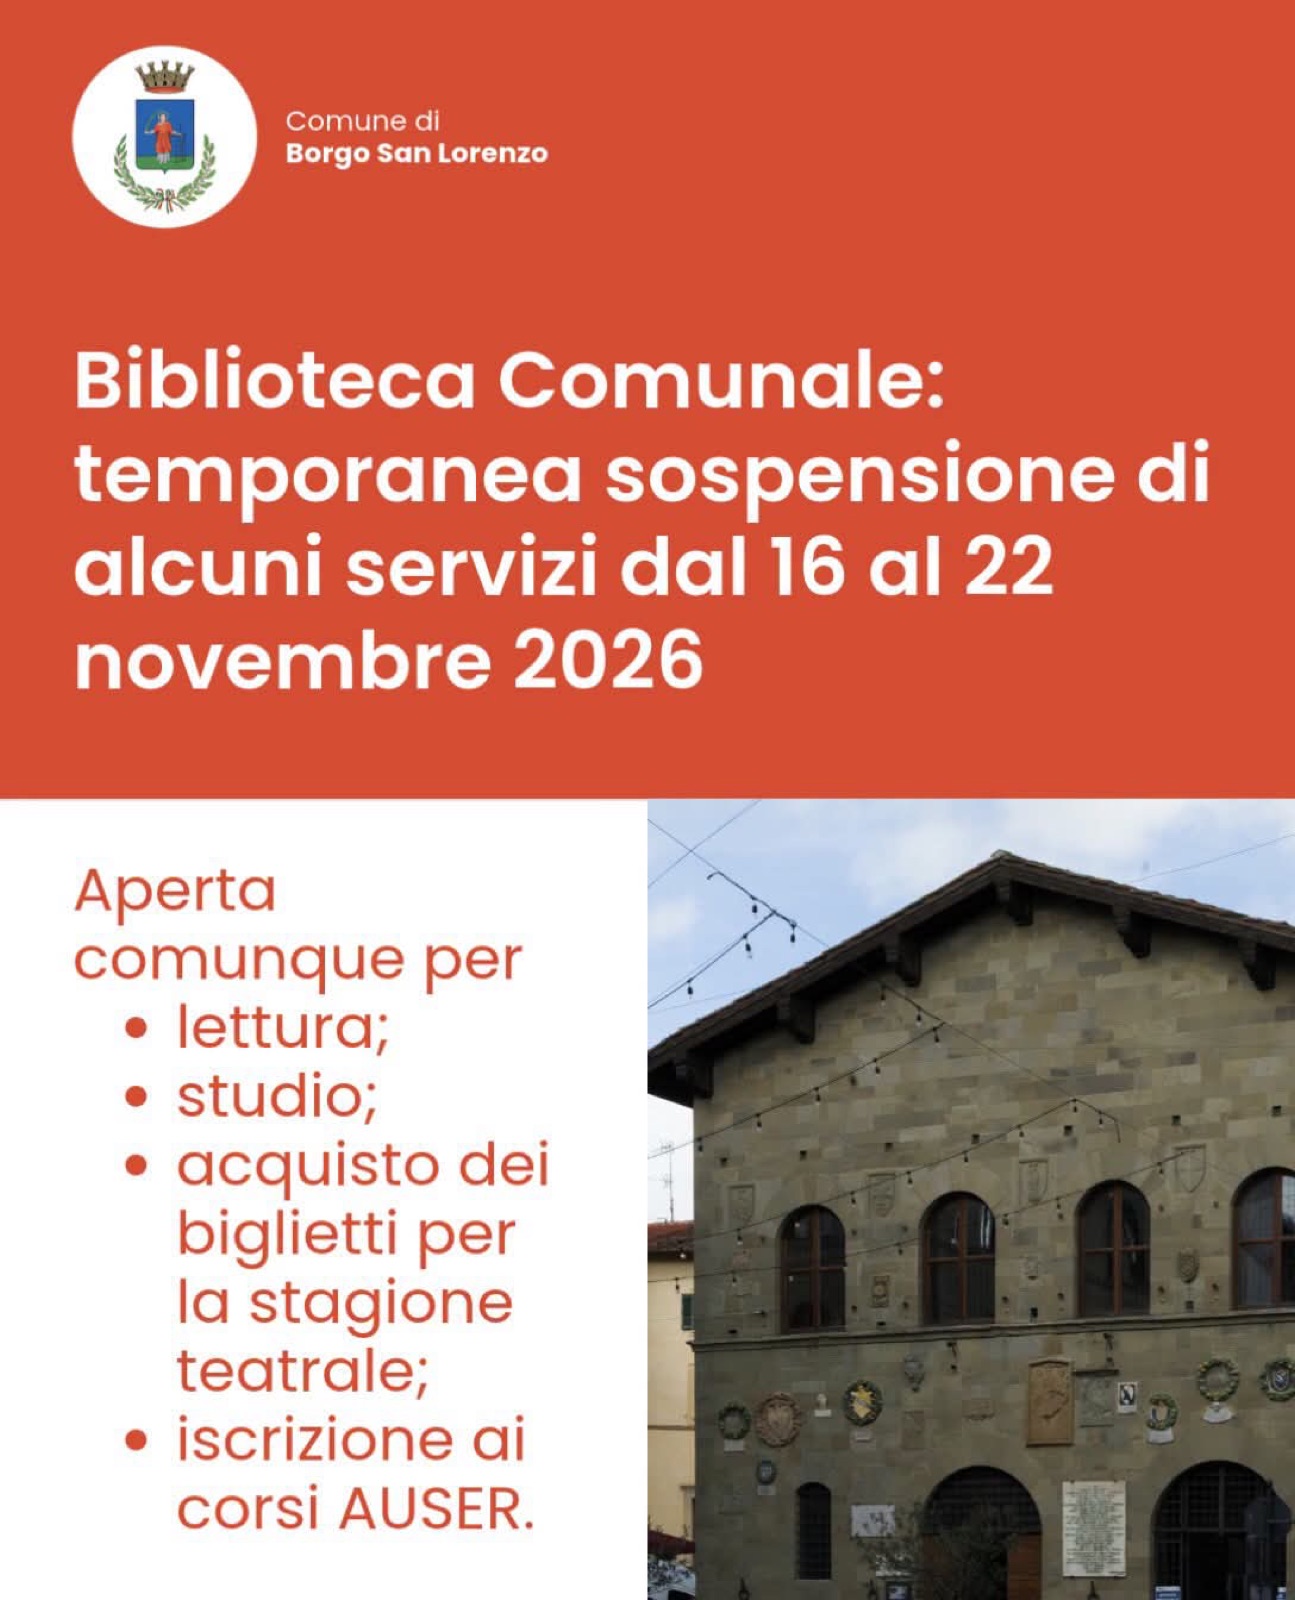 Comune di
Borgo San Lorenzo
Biblioteca Comunale:
temporanea sospensione di
alcuni servizi dal 16 al 22
novembre 2026
Aperta
comunque per
• lettura;
• studio;
• acquisto dei
biglietti per
la stagione
teatrale;
• iscrizione ai
corsi AUSER.